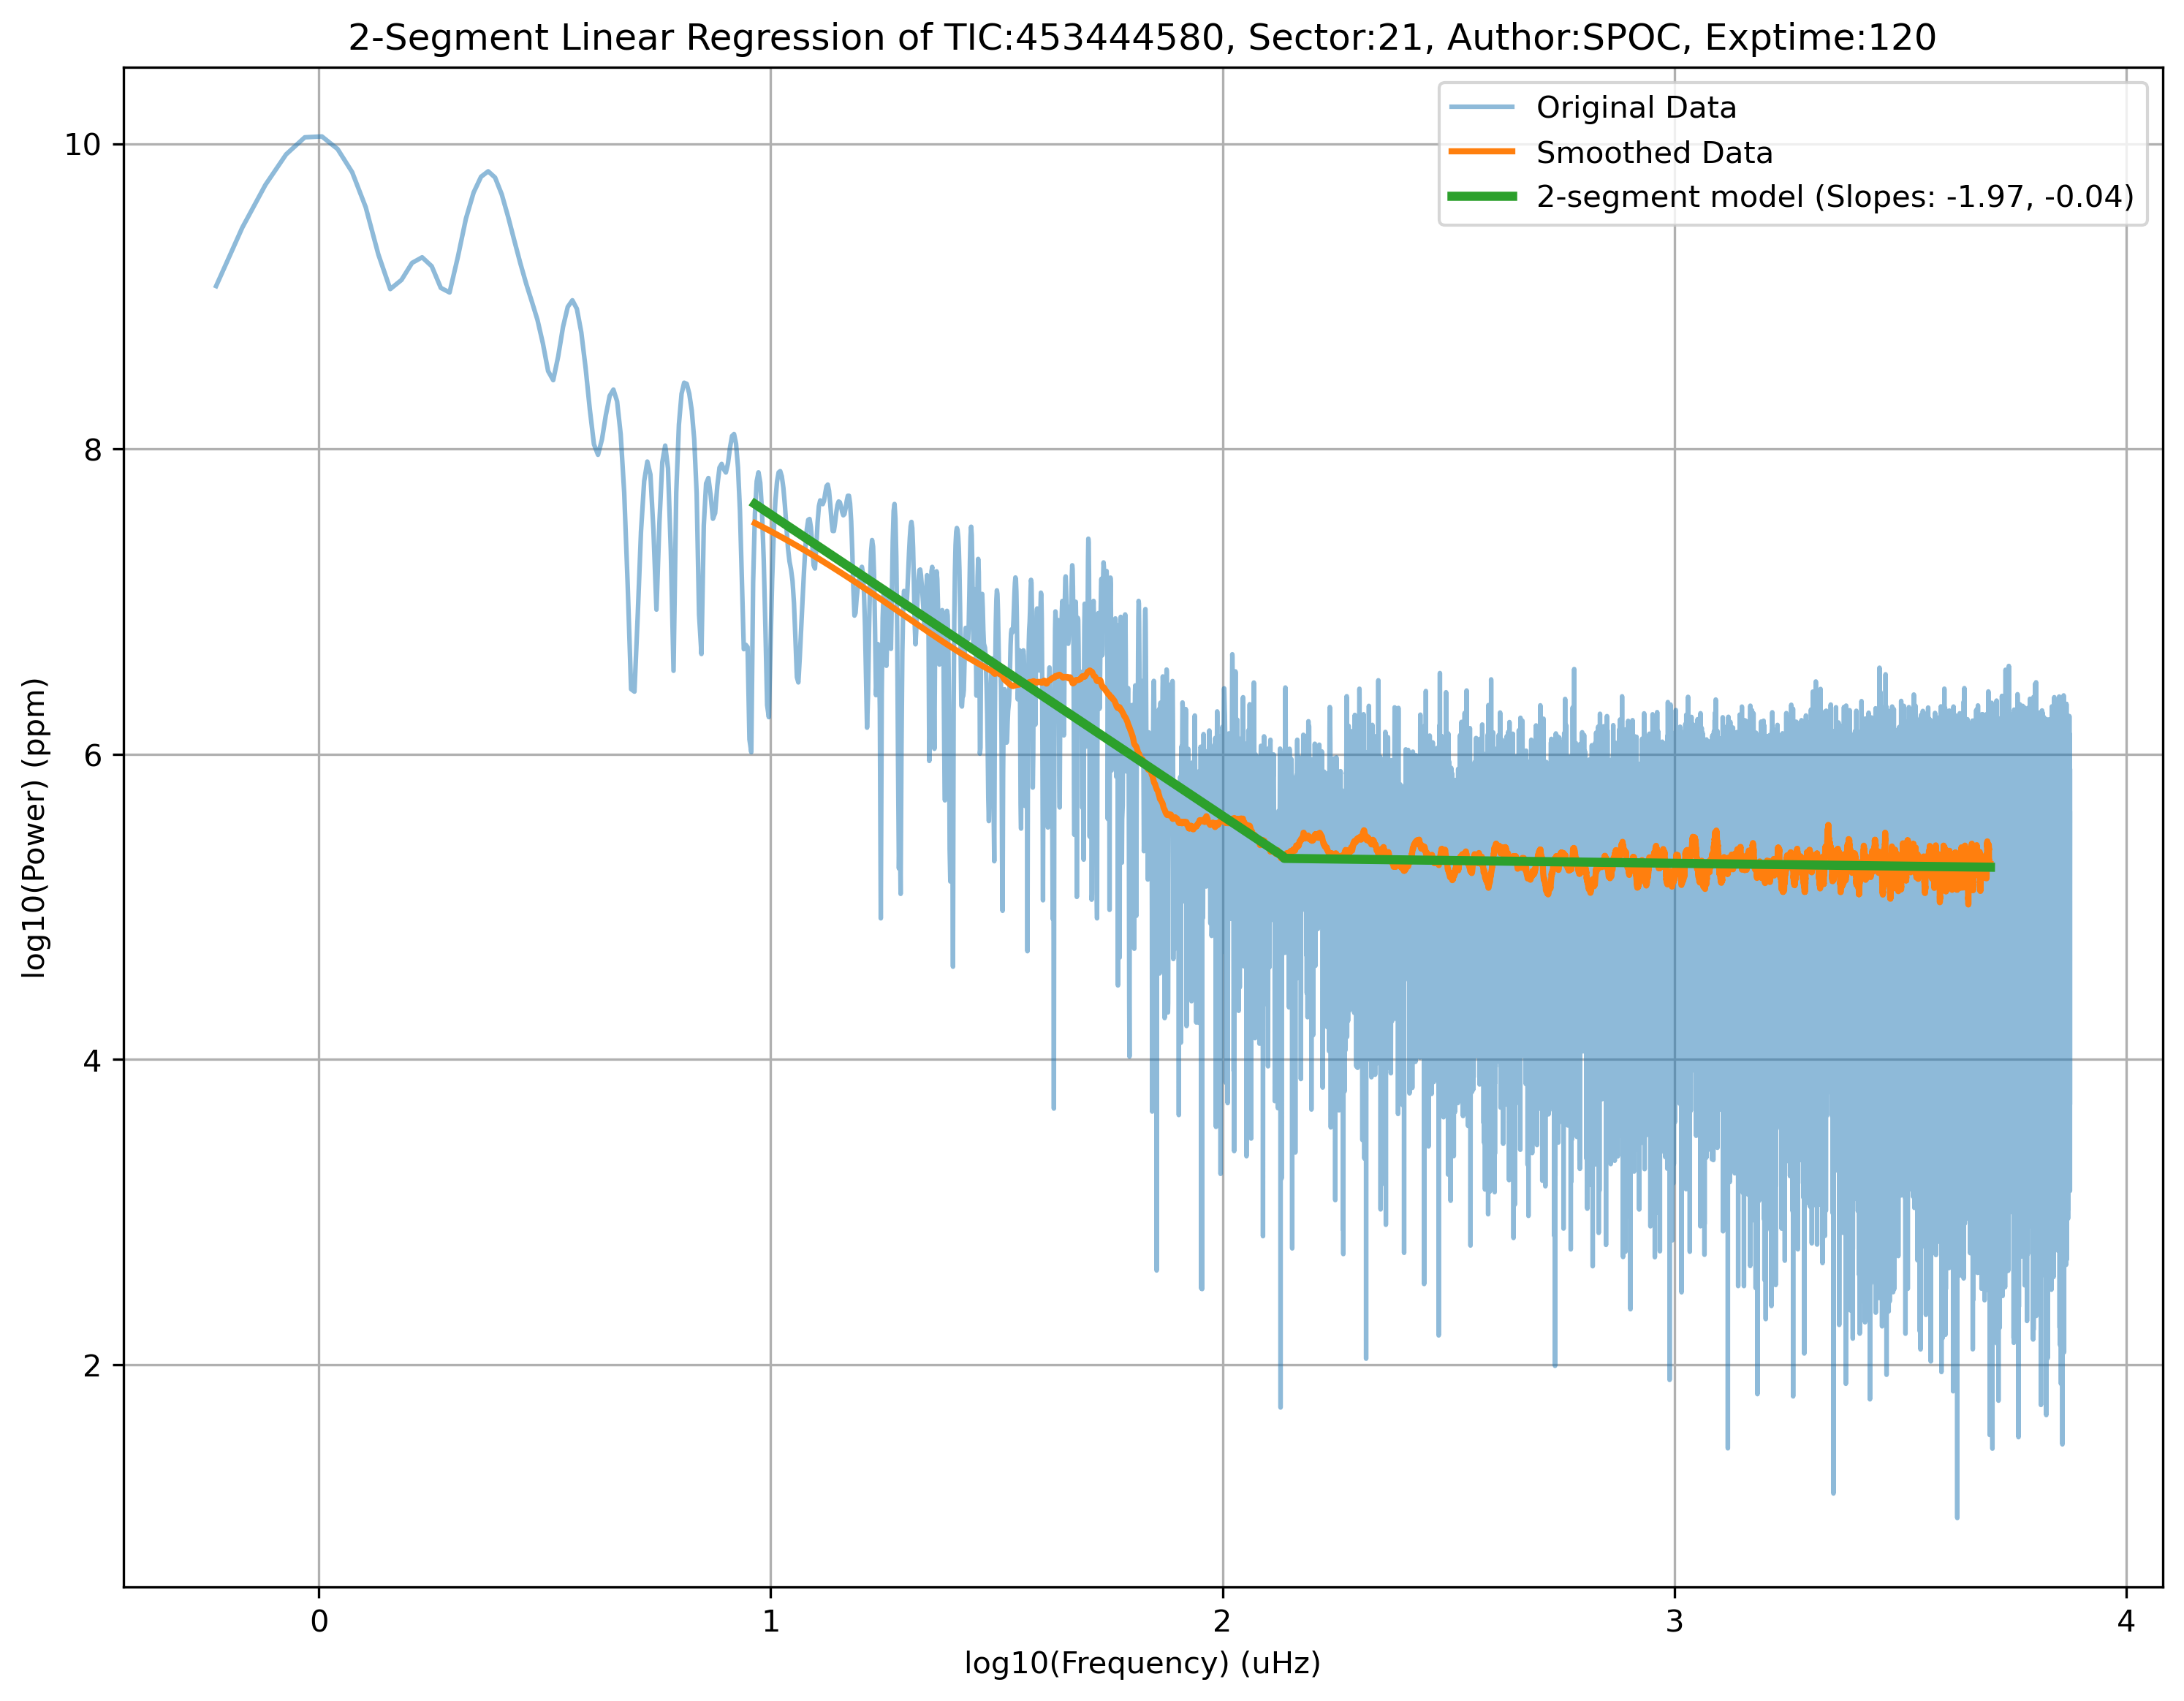 2-Segment Linear Regression of TIC:453444580, Sector:21, Author:SPOC, Exptime:120
Original Data
Smoothed Data
2-segment model (Slopes: -1.97, -0.04)
log10(Power) (ppm)
10
8
6
4
2
0
1
2
3
4
log10(Frequency) (uHz)